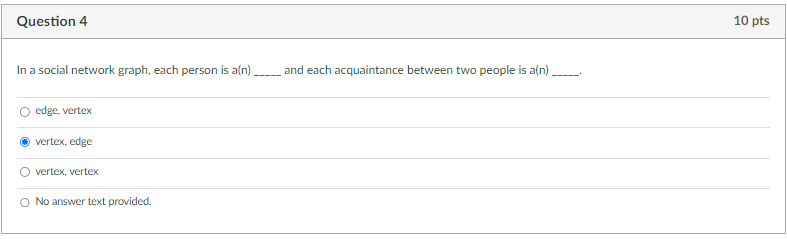 Question 4
10 pts
In a social network graph, each person is a(n) _____ and each acquaintance between two people is a(n) _____.
edge, vertex
vertex, edge
vertex, vertex
No answer text provided.